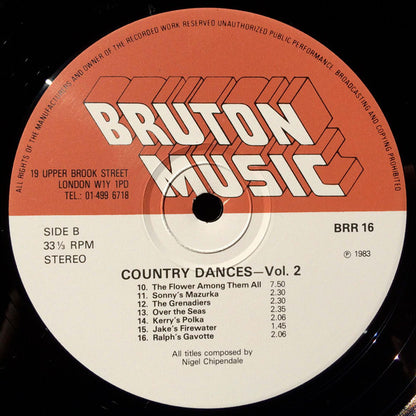 ALL RIGHTS OF THE MANUFACTURERS AND OWNER OF THE RECORDED WORK RESERVED UNAUTHORIZED PUBLIC PERFORMANCE, BROADCASTING AND COPYING PROHIBITED
BRUTON
MUSIC
19 UPPER BROOK STREET
LONDON W1Y 1PD
TEL.: 01 499 6718
SIDE B
33⅓ RPM
STEREO
BRR 16
℗ 1983
COUNTRY DANCES—Vol. 2
10. The Flower Among Them All 7.50
11. Sonny's Mazurka 2.30
12. The Grenadiers 2.30
13. Over the Seas 2.35
14. Kerry's Polka 2.06
15. Jake's Firewater 1.45
16. Ralph's Gavotte 2.06
All titles composed by
Nigel Chipendale